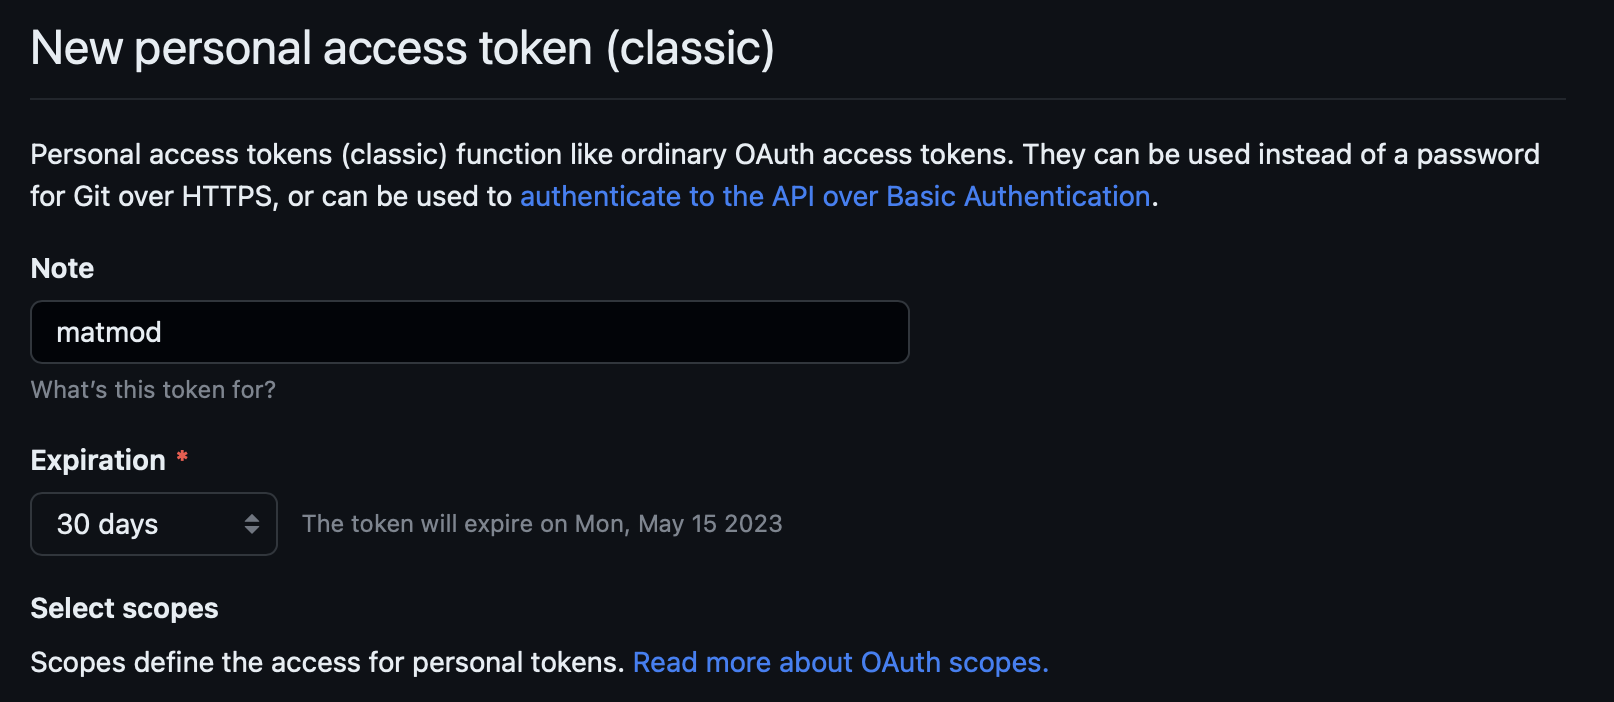 New personal access token (classic)
Personal access tokens (classic) function like ordinary OAuth access tokens. They can be used instead of a password
for Git over HTTPS, or can be used to authenticate to the API over Basic Authentication.
Note
matmod
What's this token for?
Expiration *
30 days
The token will expire on Mon, May 15 2023
Select scopes
Scopes define the access for personal tokens. Read more about OAuth scopes.